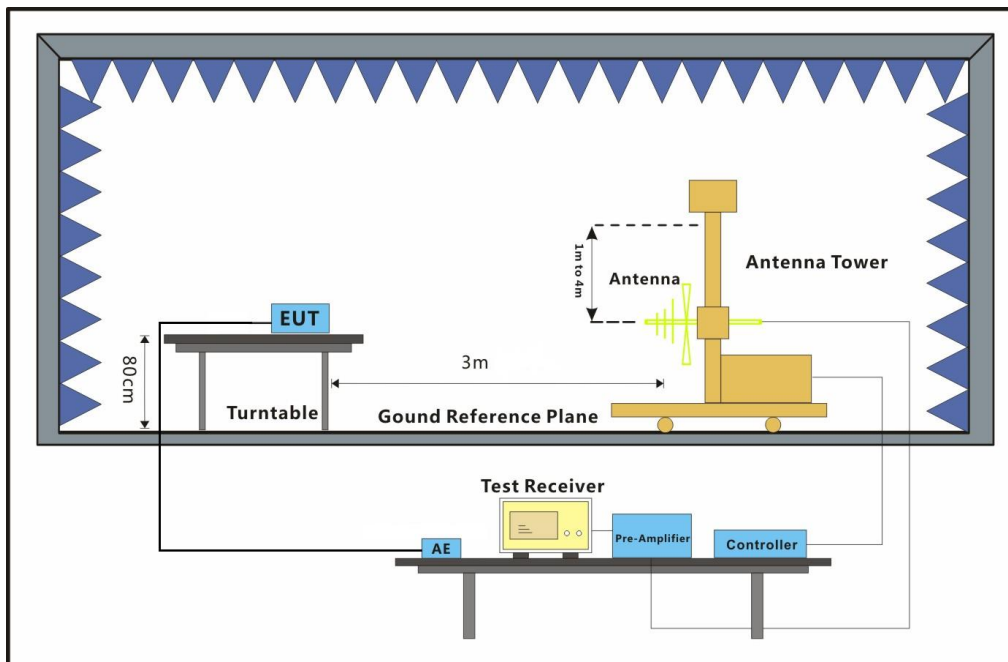 1m to 4m
Antenna
Antenna Tower
EUT
80cm
3m
Turntable
Gound Reference Plane
Test Receiver
AE
Pre-Amplifier
Controller